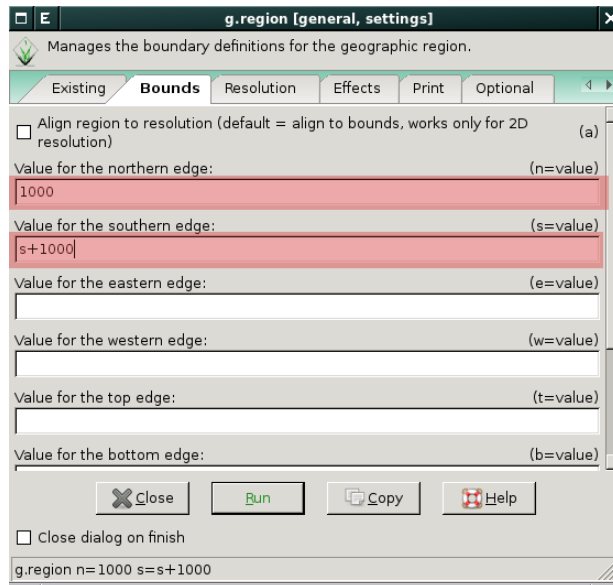 E g.region [general, settings]
Manages the boundary definitions for the geographic region.
Existing Bounds Resolution Effects Print Optional
Align region to resolution (default = align to bounds, works only for 2D (a)
resolution)
Value for the northern edge: (n=value)
1000
Value for the southern edge: (s=value)
s+1000
Value for the eastern edge: (e=value)
Value for the western edge: (w=value)
Value for the top edge: (t=value)
Value for the bottom edge: (b=value)
Close Run Copy Help
Close dialog on finish
g.region n=1000 s=s+1000